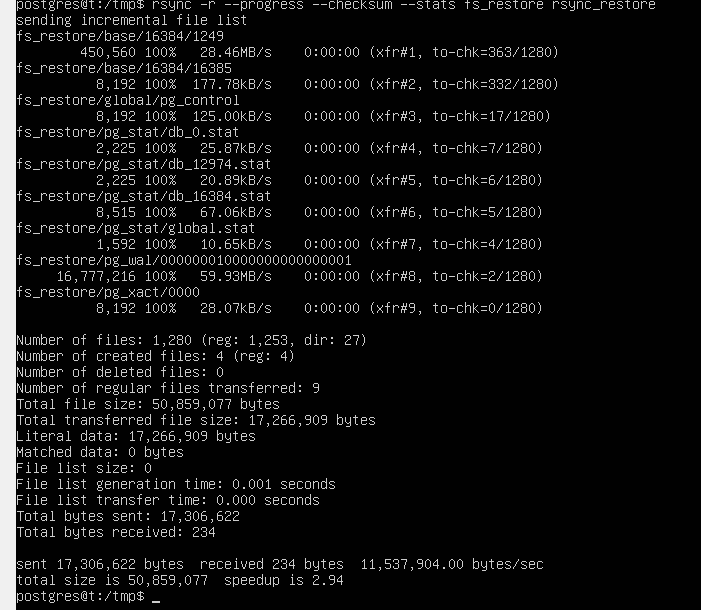 postgres@t:/tmp$ rsync -r --progress --checksum --stats fs_restore rsync_restore
sending incremental file list
fs_restore/base/16384/1249
450,560 100% 28.46MB/s 0:00:00 (xfr#1, to-chk=363/1280)
fs_restore/base/16384/16385
8,192 100% 177.78kB/s 0:00:00 (xfr#2, to-chk=332/1280)
fs_restore/global/pg_control
8,192 100% 125.00kB/s 0:00:00 (xfr#3, to-chk=17/1280)
fs_restore/pg_stat/db_0.stat
2,225 100% 25.87kB/s 0:00:00 (xfr#4, to-chk=7/1280)
fs_restore/pg_stat/db_12974.stat
2,225 100% 20.89kB/s 0:00:00 (xfr#5, to-chk=6/1280)
fs_restore/pg_stat/db_16384.stat
8,515 100% 67.06kB/s 0:00:00 (xfr#6, to-chk=5/1280)
fs_restore/pg_stat/global.stat
1,592 100% 10.65kB/s 0:00:00 (xfr#7, to-chk=4/1280)
fs_restore/pg_wal/000000010000000000000001
16,777,216 100% 59.93MB/s 0:00:00 (xfr#8, to-chk=2/1280)
fs_restore/pg_xact/0000
8,192 100% 28.07kB/s 0:00:00 (xfr#9, to-chk=0/1280)
Number of files: 1,280 (reg: 1,253, dir: 27)
Number of created files: 4 (reg: 4)
Number of deleted files: 0
Number of regular files transferred: 9
Total file size: 50,859,077 bytes
Total transferred file size: 17,266,909 bytes
Literal data: 17,266,909 bytes
Matched data: 0 bytes
File list size: 0
File list generation time: 0.001 seconds
File list transfer time: 0.000 seconds
Total bytes sent: 17,306,622
Total bytes received: 234
sent 17,306,622 bytes received 234 bytes 11,537,904.00 bytes/sec
total size is 50,859,077 speedup is 2.94
postgres@t:/tmp$ _